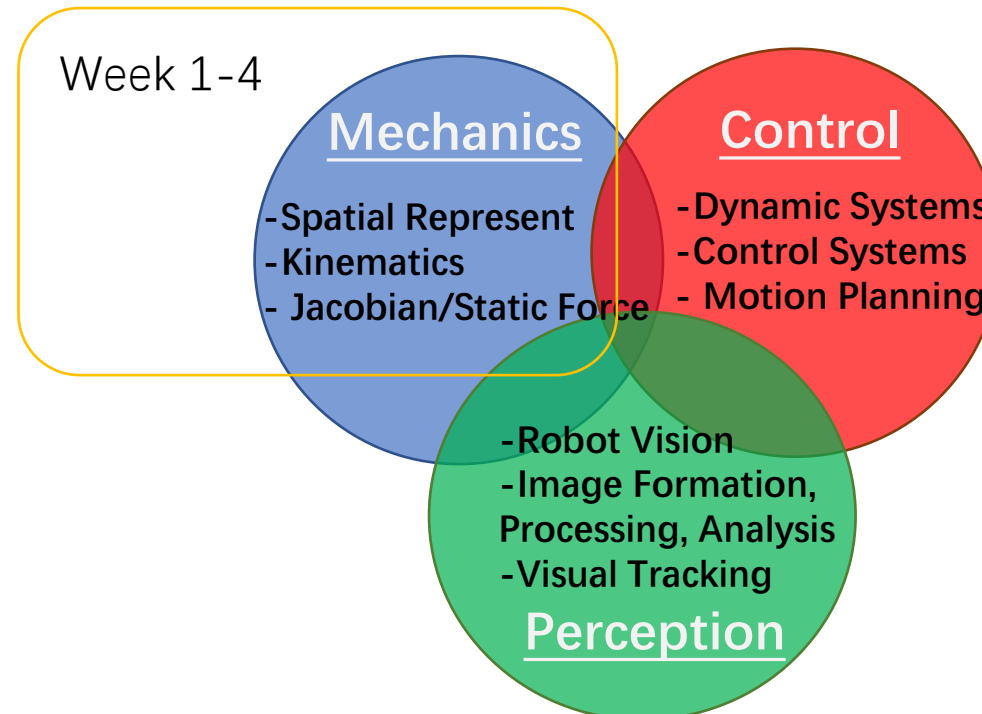 Week 1-4
Mechanics
-Spatial Represent
-Kinematics
- Jacobian/Static Force
Control
-Dynamic Systems
-Control Systems
- Motion Planning
-Robot Vision
-Image Formation,
Processing, Analysis
-Visual Tracking
Perception